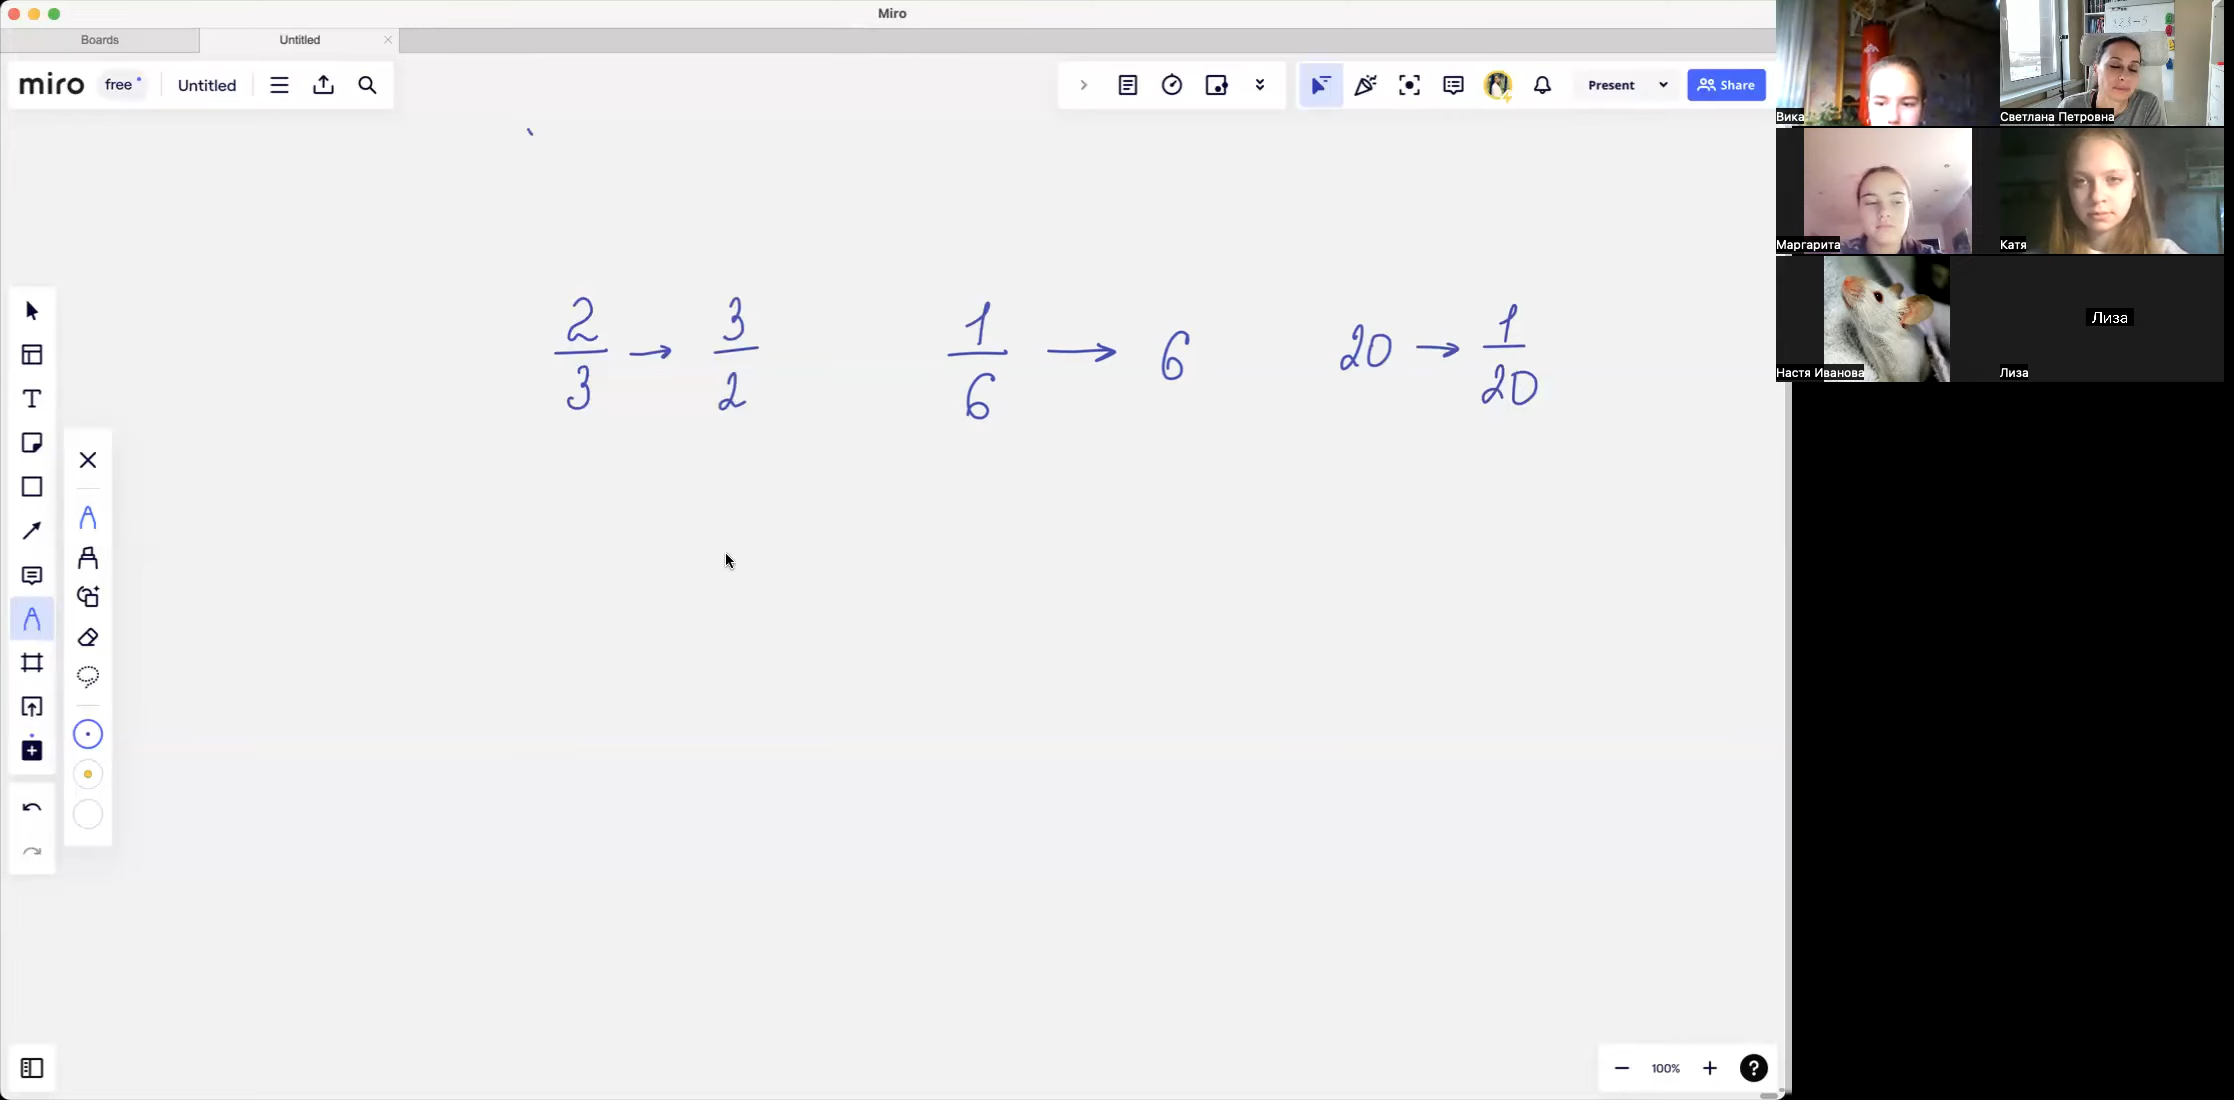 Miro
Boards
Untitled
miro free Untitled
Present
Share
2/3 → 3/2
1/6 → 6
20 → 1/20
100%
Вика
Светлана Петровна
Маргарита
Катя
Настя Иванова
Лиза
Лиза